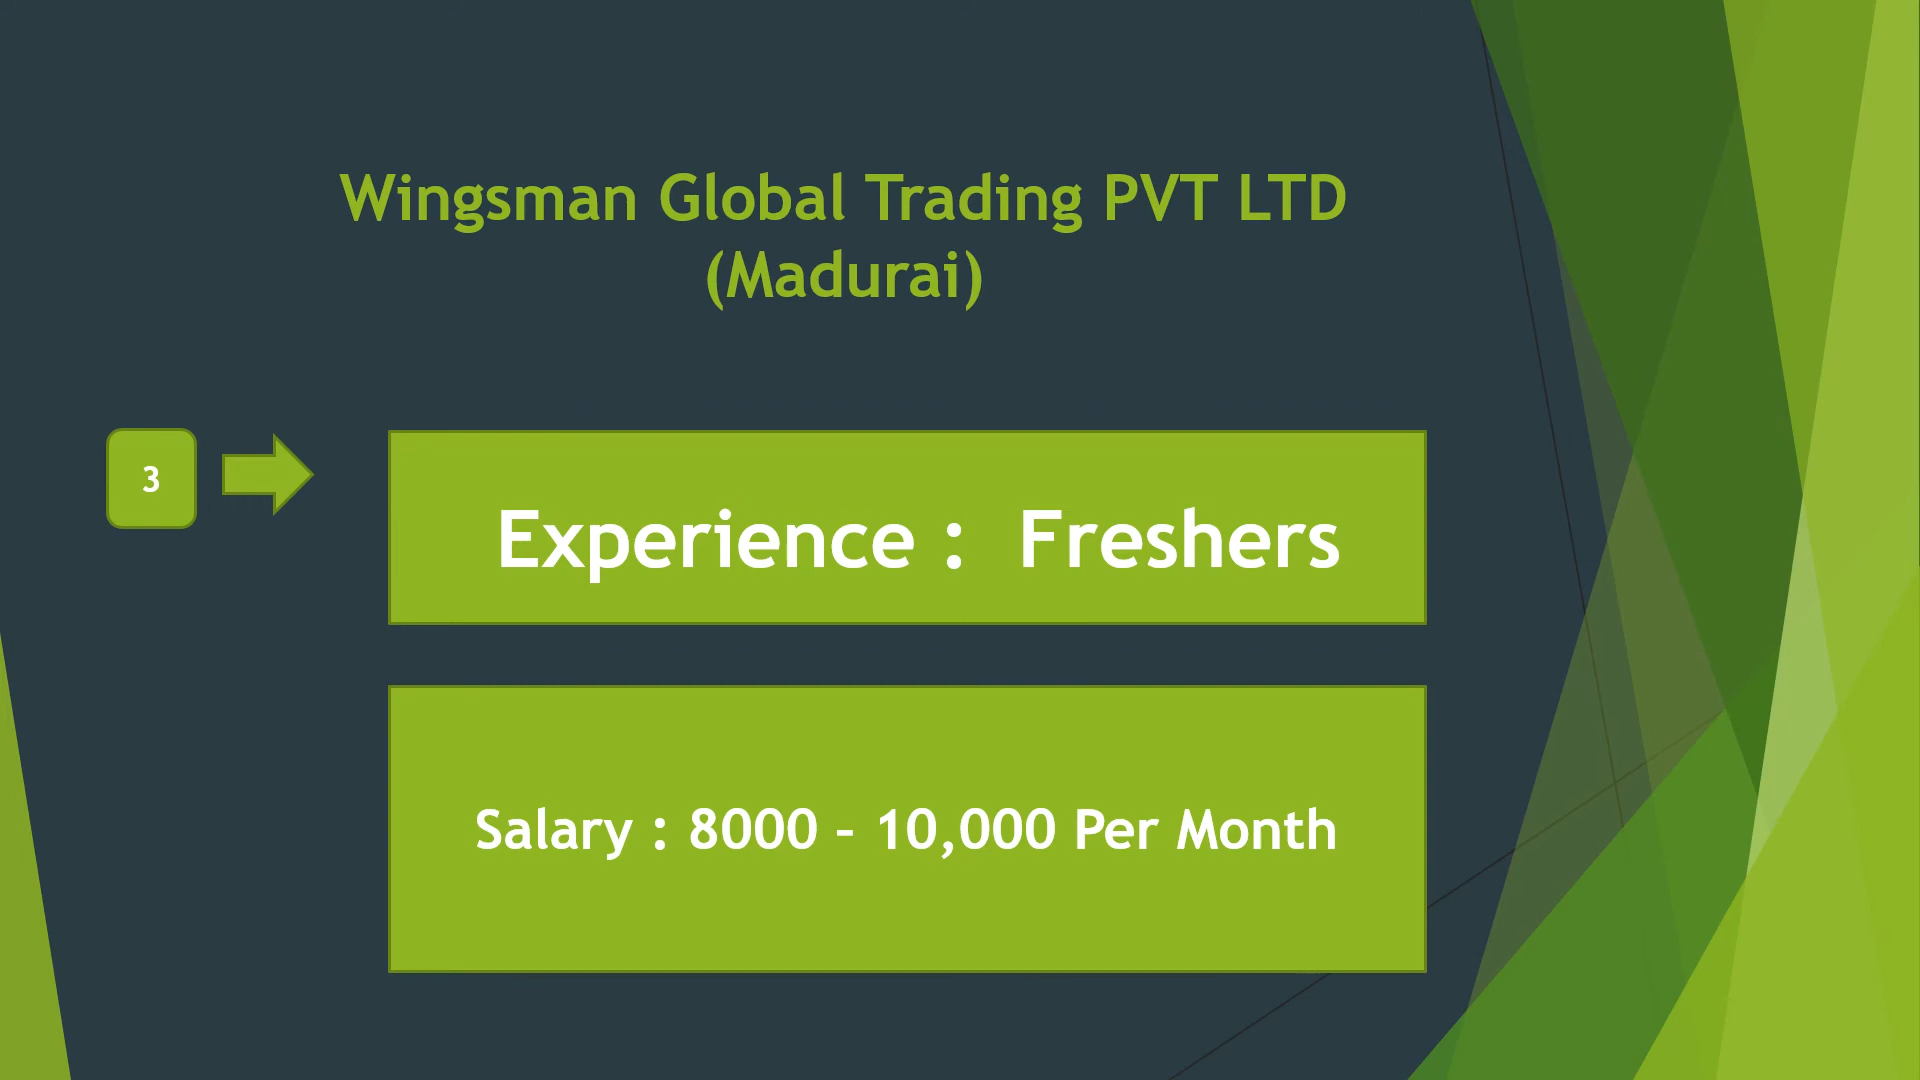 Wingsman Global Trading PVT LTD
(Madurai)
3
Experience :  Freshers
Salary : 8000 – 10,000 Per Month